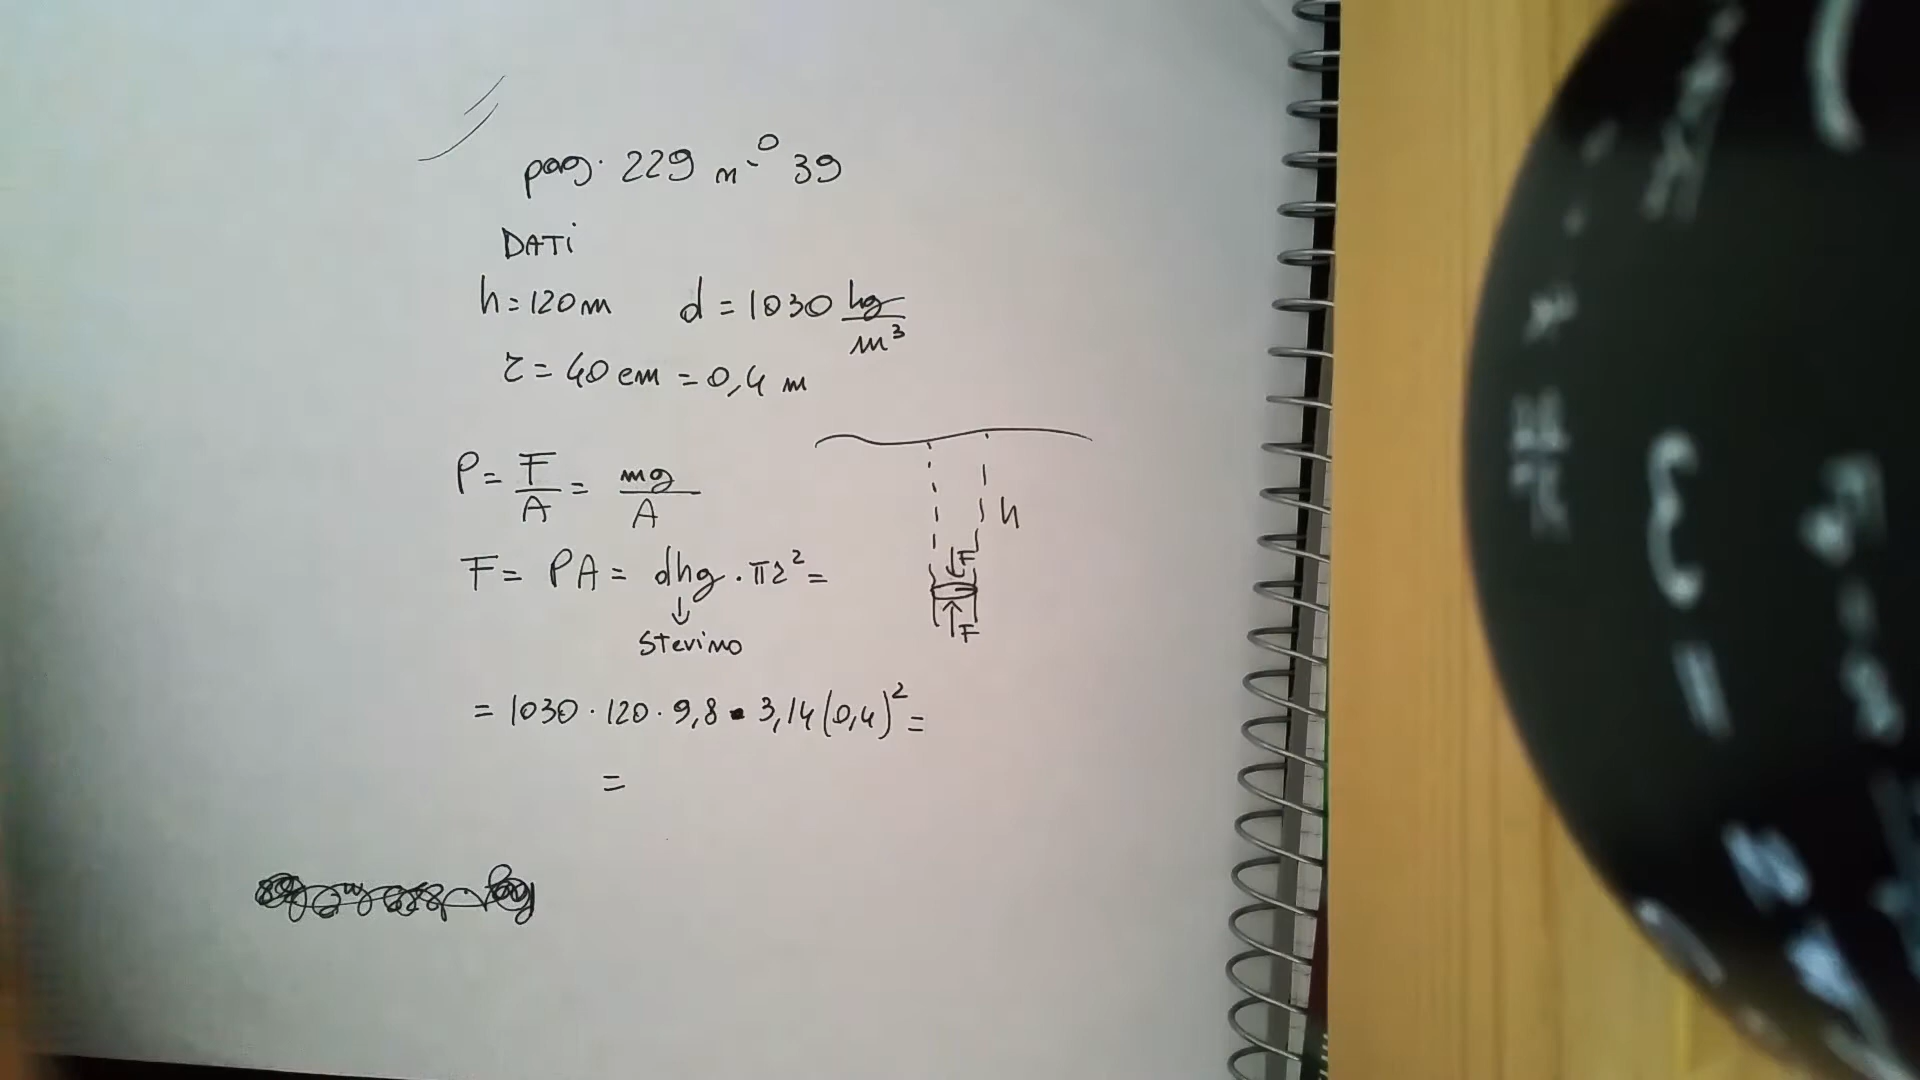 pag. 229 n.º 39
DATi
h = 120 m d = 1030 kg/m³
r = 40 cm = 0,4 m
P = F/A = mg/A
F = PA = dhg · πr² =
↓
Stevino
= 1030 · 120 · 9,8 · 3,14 (0,4)² =
=
h
F
F